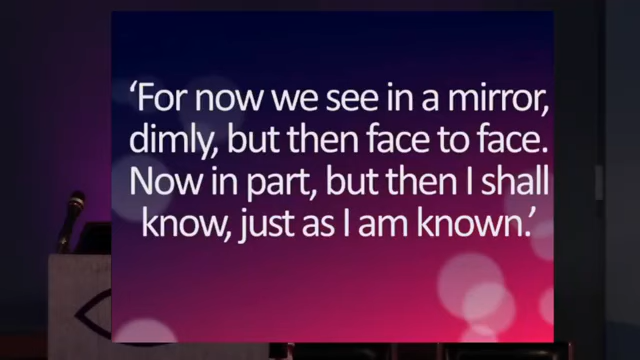 ‘For now we see in a mirror,
dimly, but then face to face.
Now in part, but then I shall
know, just as I am known.’